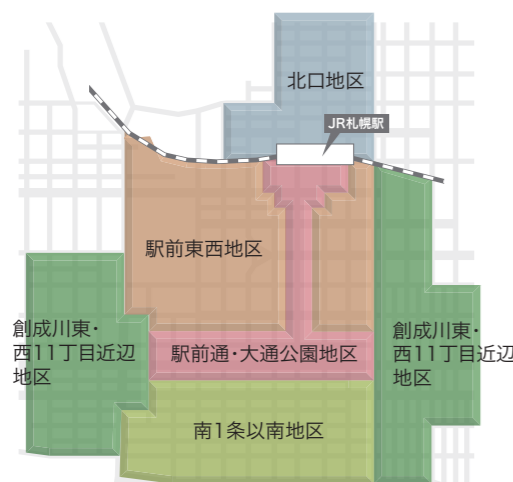 北口地区
JR札幌駅
駅前東西地区
創成川東・
西11丁目近辺
地区
駅前通・大通公園地区
創成川東・
西11丁目近辺
地区
南1条以南地区